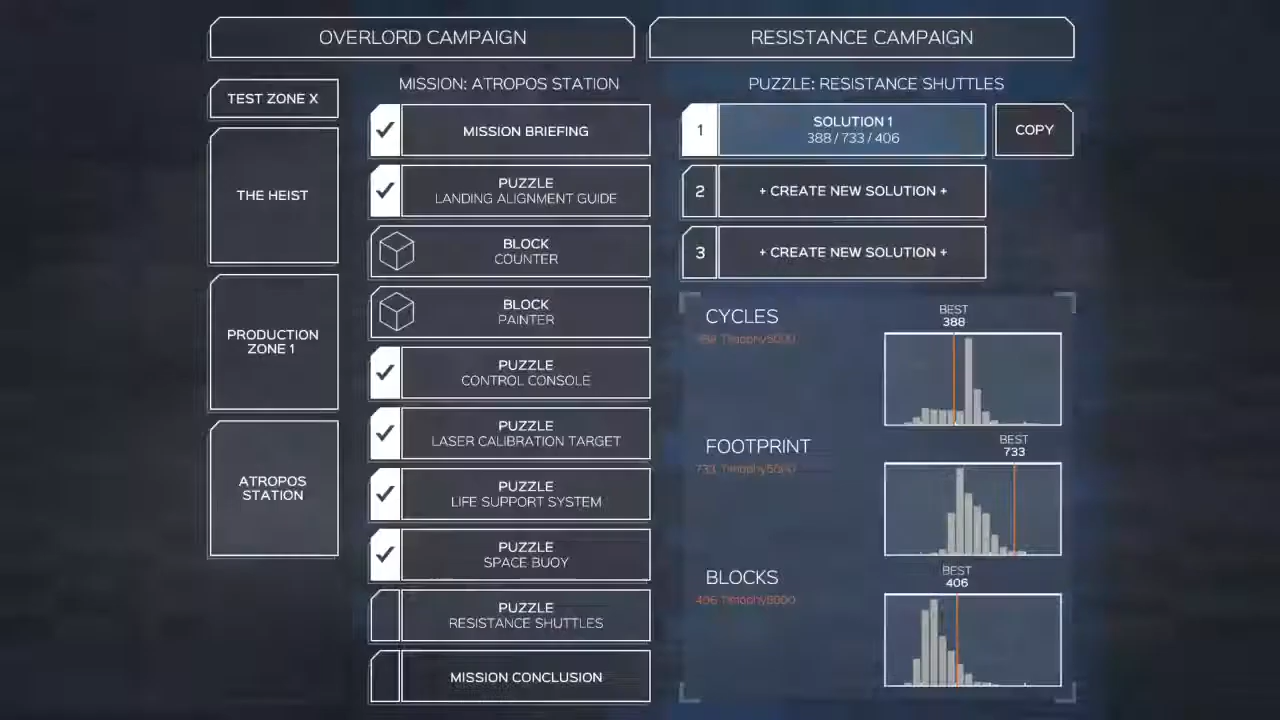 OVERLORD CAMPAIGN
RESISTANCE CAMPAIGN
TEST ZONE X
THE HEIST
PRODUCTION
ZONE 1
ATROPOS
STATION
MISSION: ATROPOS STATION
MISSION BRIEFING
PUZZLE
LANDING ALIGNMENT GUIDE
BLOCK
COUNTER
BLOCK
PAINTER
PUZZLE
CONTROL CONSOLE
PUZZLE
LASER CALIBRATION TARGET
PUZZLE
LIFE SUPPORT SYSTEM
PUZZLE
SPACE BUOY
PUZZLE
RESISTANCE SHUTTLES
MISSION CONCLUSION
PUZZLE: RESISTANCE SHUTTLES
1
SOLUTION 1
388 / 733 / 406
COPY
2
+ CREATE NEW SOLUTION +
3
+ CREATE NEW SOLUTION +
CYCLES
BEST
388
FOOTPRINT
733
BEST
733
BLOCKS
406
BEST
406